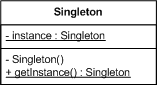 Singleton
- instance : Singleton
- Singleton()
+ getInstance() : Singleton